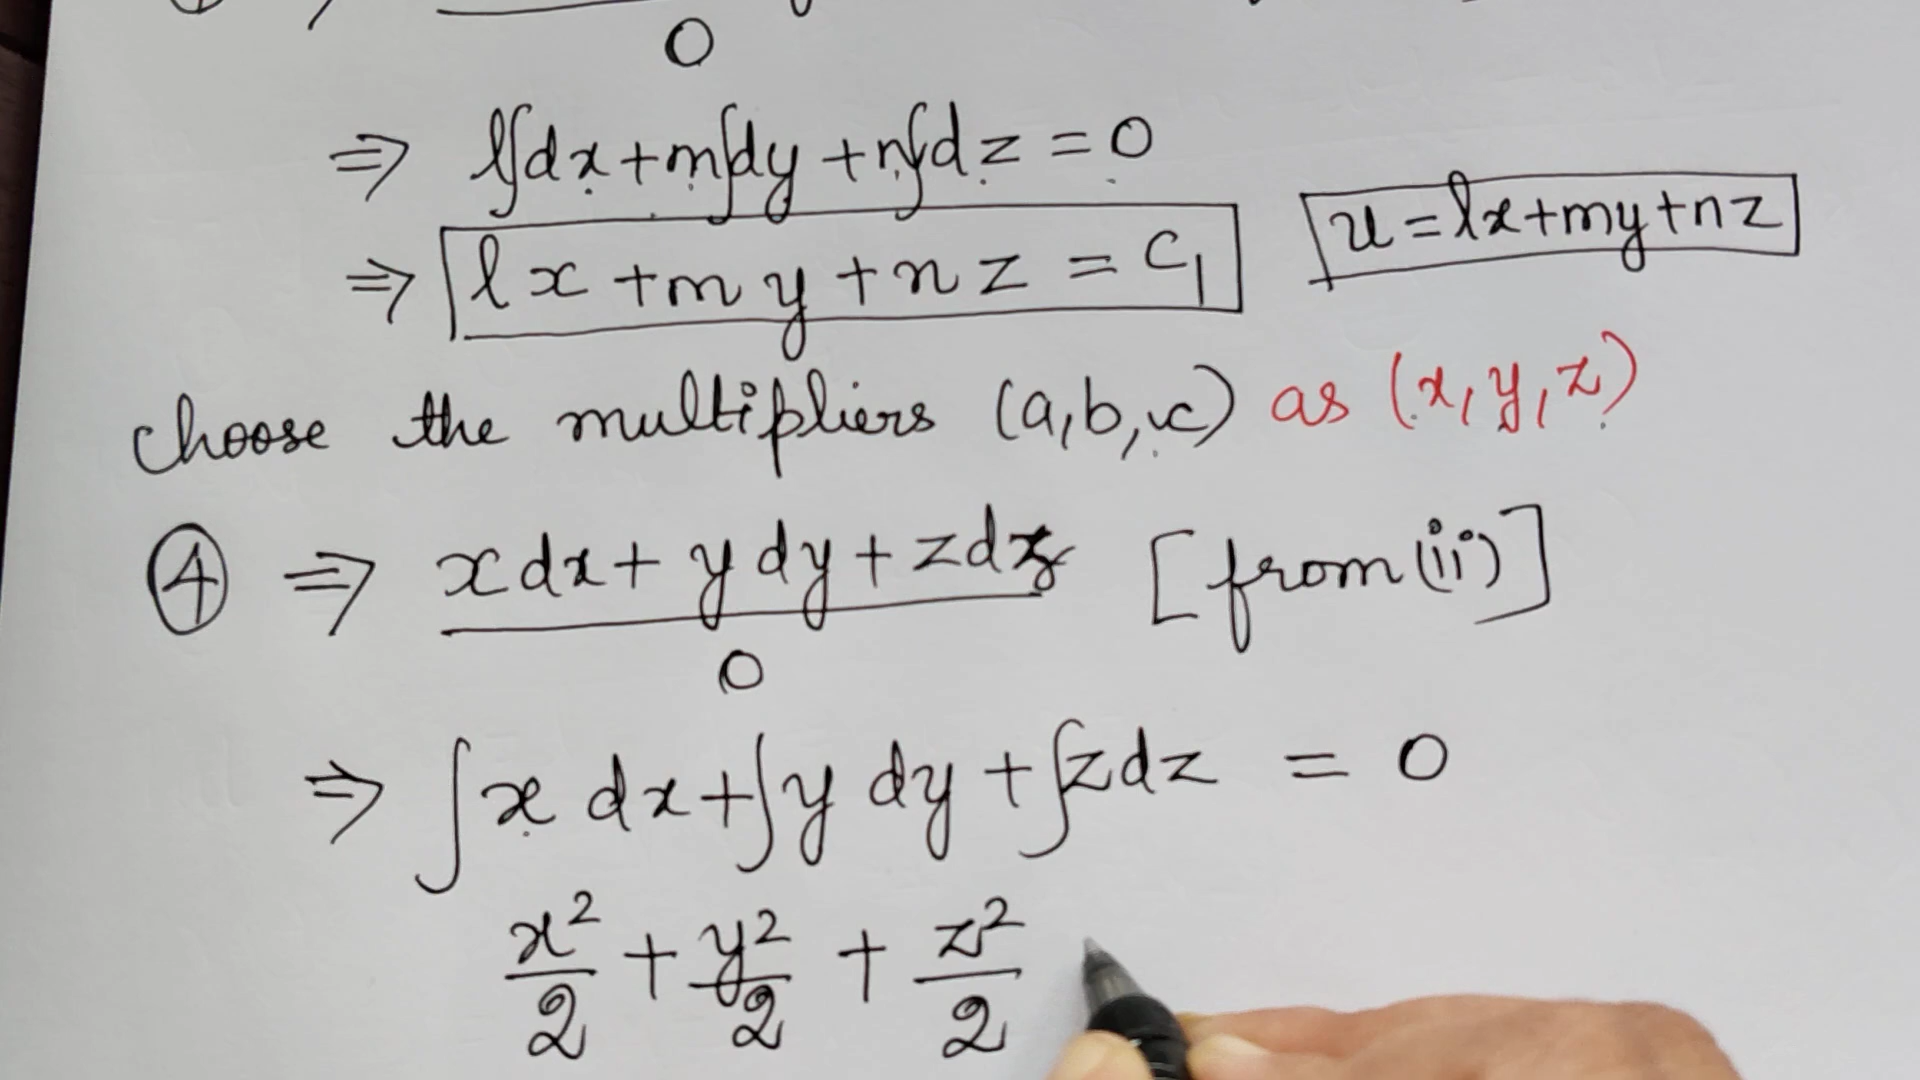 0
⇒ l∫dx+m∫dy+n∫dz=0
⇒ lx+my+nz=C₁
u=lx+my+nz
choose the multipliers (a,b,c) as (x,y,z)
④ ⇒ xdx+ydy+zdz/0 [from(ii)]
⇒ ∫x dx+∫y dy+∫zdz = 0
x²/2 + y²/2 + z²/2